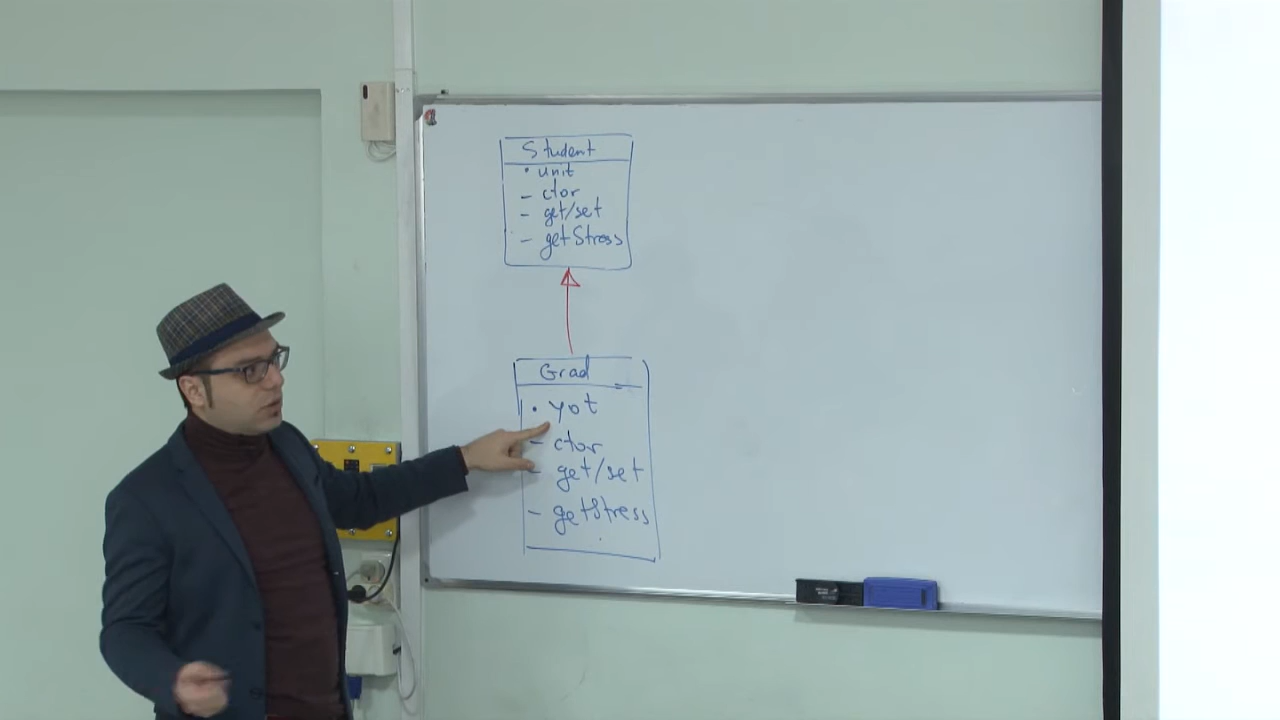 Student
• unit
- ctor
- get/set
- getStress
Grad
• yot
- ctor
- get/set
- getStress